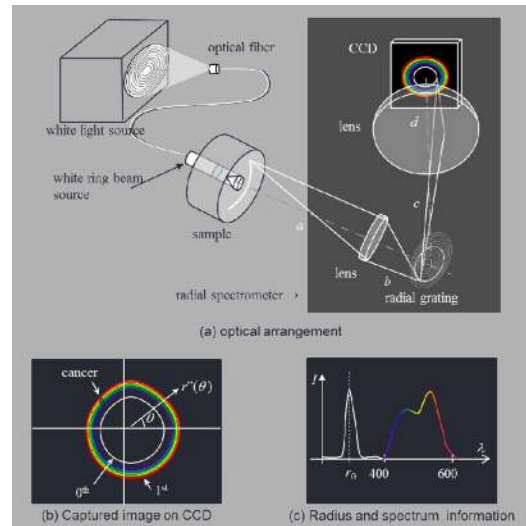 optical fiber
CCD
white light source
d
lens
white ring beam
source
c
sample
a
lens
b
radial spectrometer →
radial grating
(a) optical arrangement
cancer
r"(θ)
θ
0th
1st
(b) Captured image on CCD
I
r0
400
600
λ
(c) Radius and spectrum information